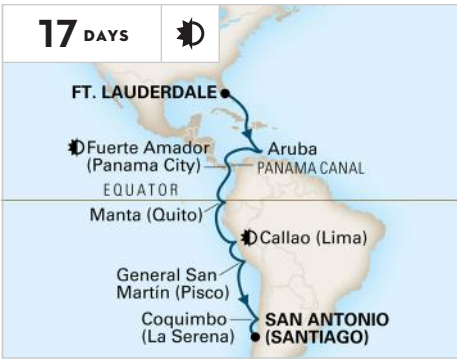 17 DAYS
FT. LAUDERDALE
Fuerte Amador
(Panama City)
Aruba
PANAMA CANAL
EQUATOR
Manta (Quito)
Callao (Lima)
General San
Martín (Pisco)
Coquimbo
(La Serena)
SAN ANTONIO
(SANTIAGO)